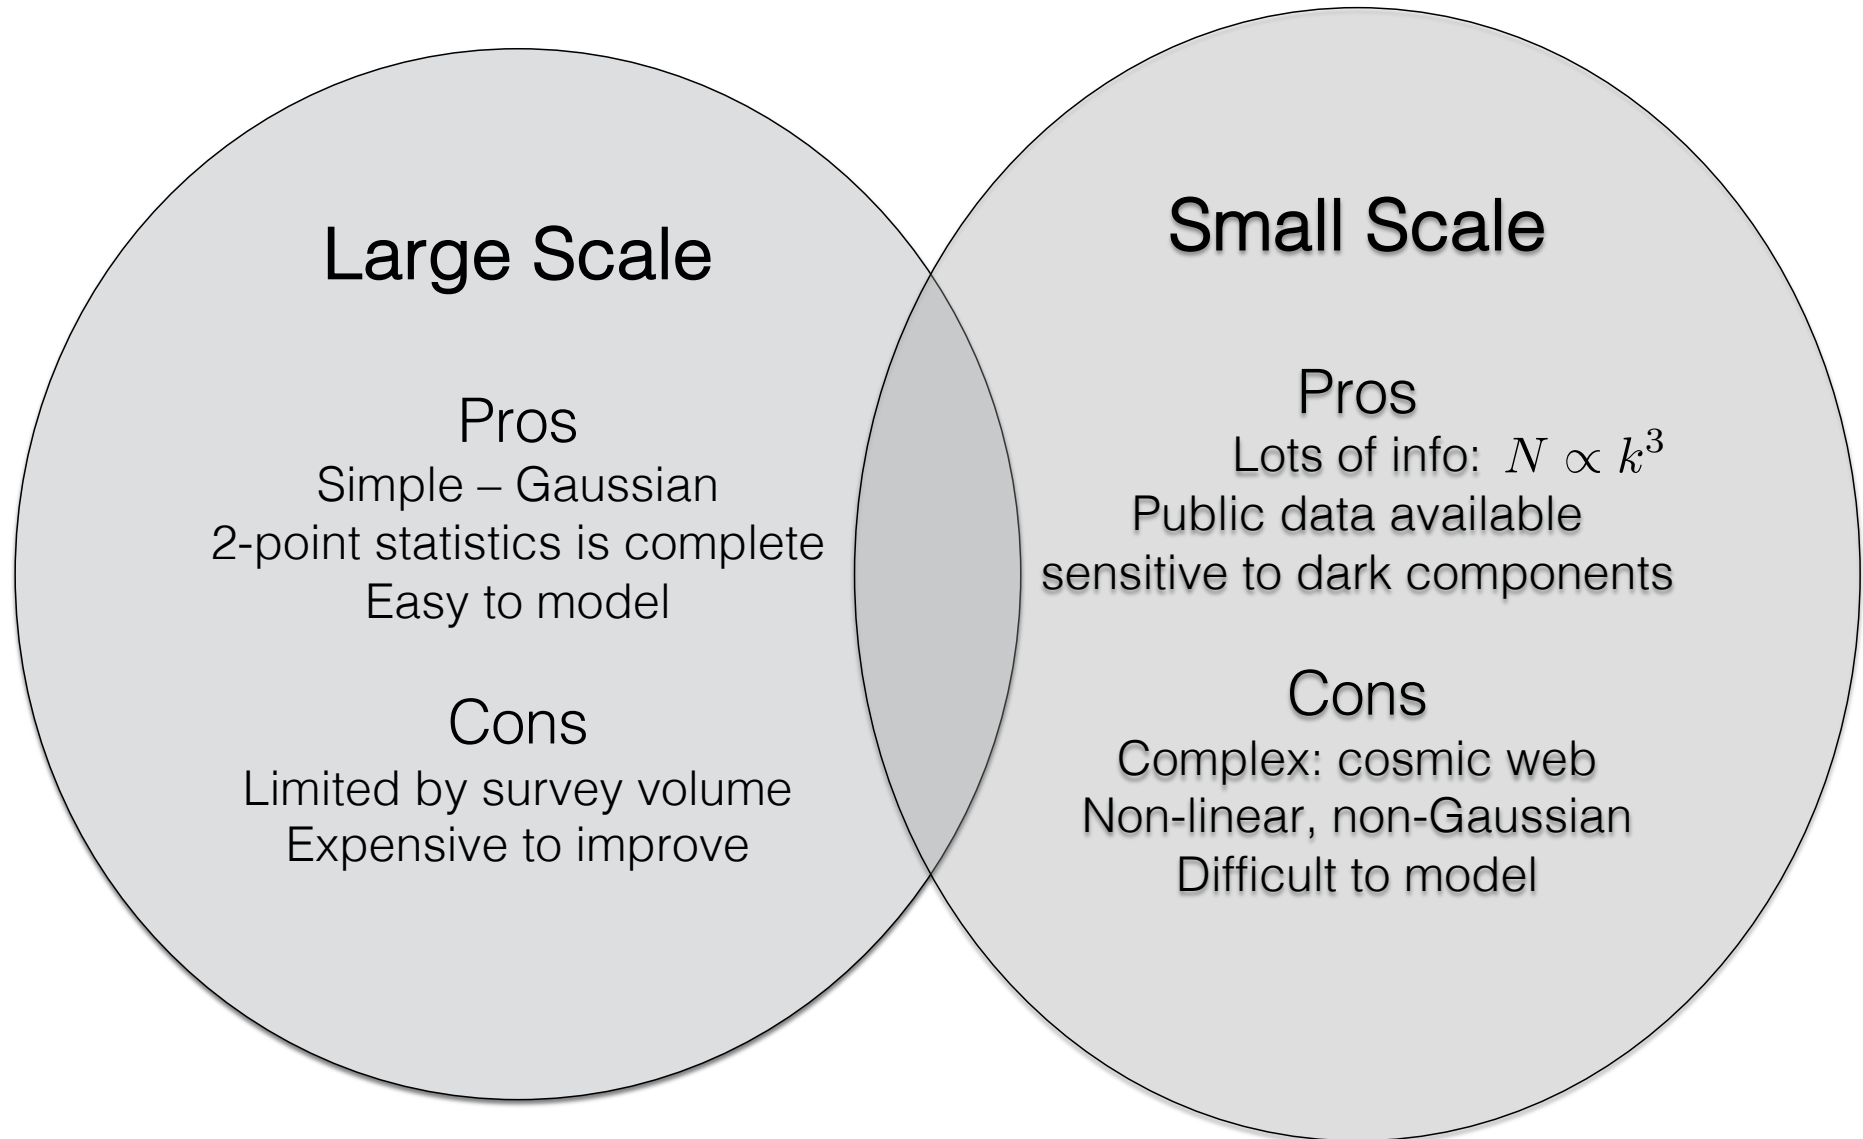 Large Scale
Pros
Simple – Gaussian
2-point statistics is complete
Easy to model
Cons
Limited by survey volume
Expensive to improve
Small Scale
Pros
Lots of info: N ∝ k³
Public data available
sensitive to dark components
Cons
Complex: cosmic web
Non-linear, non-Gaussian
Difficult to model